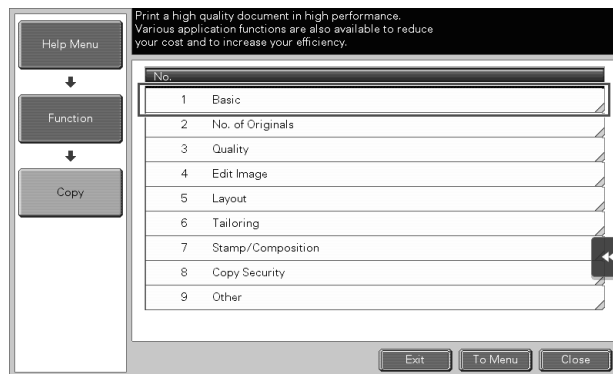 Print a high quality document in high performance.
Various application functions are also available to reduce
your cost and to increase your efficiency.
Help Menu
Function
Copy
No.
1 Basic
2 No. of Originals
3 Quality
4 Edit Image
5 Layout
6 Tailoring
7 Stamp/Composition
8 Copy Security
9 Other
Exit To Menu Close